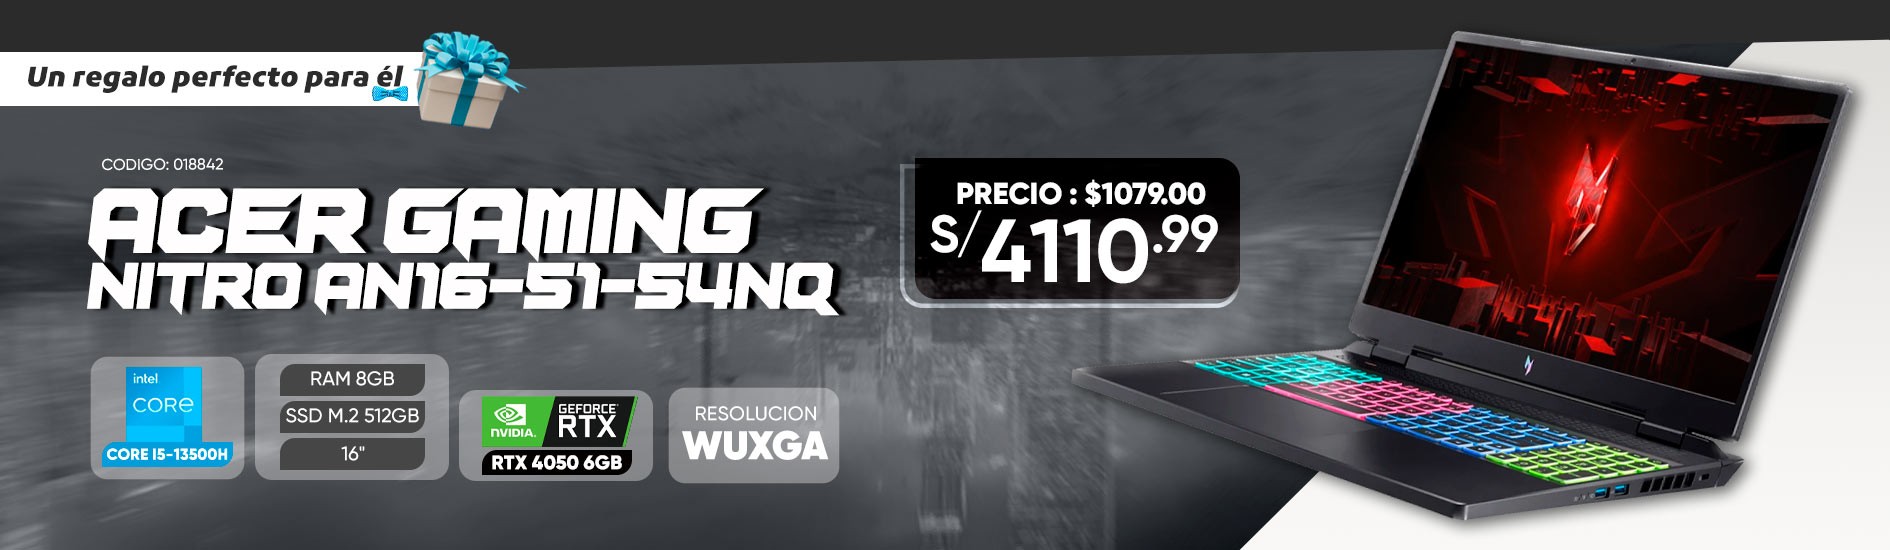 Un regalo perfecto para él
CODIGO: 018842
ACER GAMING
NITRO AN16-51-54NQ
PRECIO : $1079.00
S/4110.99
intel
CORE
CORE I5-13500H
RAM 8GB
SSD M.2 512GB
16"
NVIDIA.
GEFORCE
RTX
RTX 4050 6GB
RESOLUCION
WUXGA